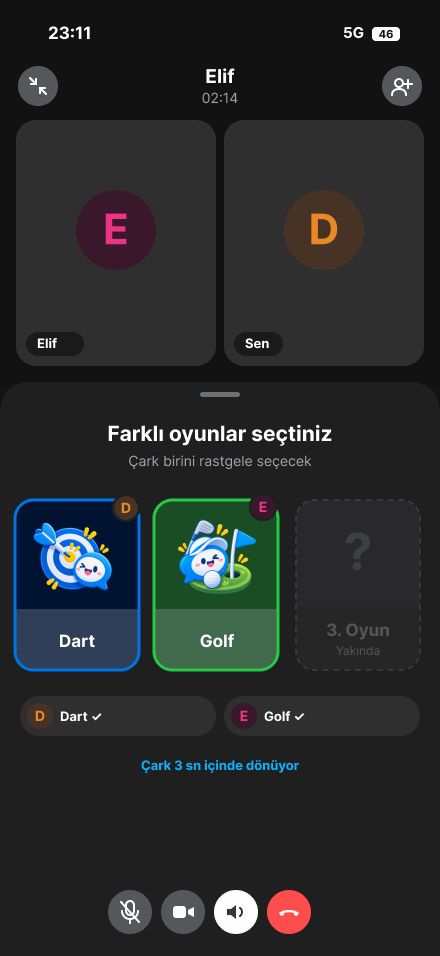 23:11
5G 46
Elif
02:14
E
D
Elif
Sen
Farklı oyunlar seçtiniz
Çark birini rastgele seçecek
D
E
?
Dart
Golf
3. Oyun
Yakında
D Dart ✓
E Golf ✓
Çark 3 sn içinde dönüyor